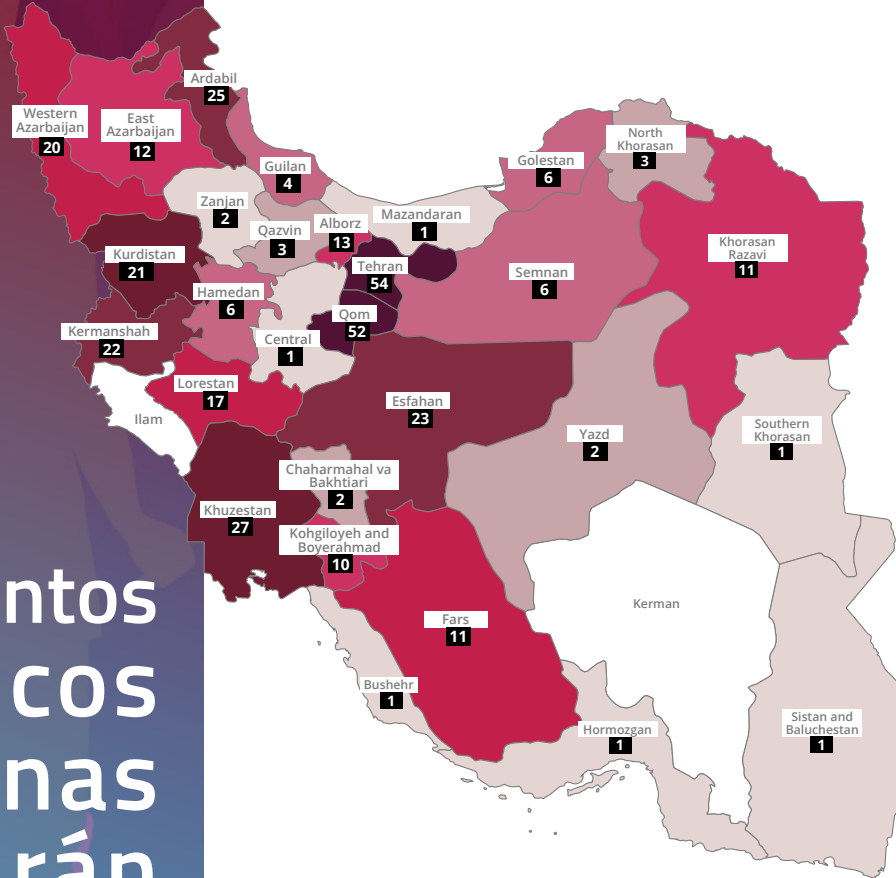 Ardabil
25
Western
Azarbaijan
20
East
Azarbaijan
12
Guilan
4
Golestan
6
North
Khorasan
3
Zanjan
2
Qazvin
3
Alborz
13
Mazandaran
1
Khorasan
Razavi
11
Kurdistan
21
Tehran
54
Semnan
6
Hamedan
6
Qom
52
Kermanshah
22
Central
1
Lorestan
17
Ilam
Esfahan
23
Yazd
2
Southern
Khorasan
1
Chaharmahal va
Bakhtiari
2
Khuzestan
27
Kohgiloyeh and
Boyerahmad
10
ntos
cos
nas
rán
Fars
11
Kerman
Bushehr
1
Hormozgan
1
Sistan and
Baluchestan
1